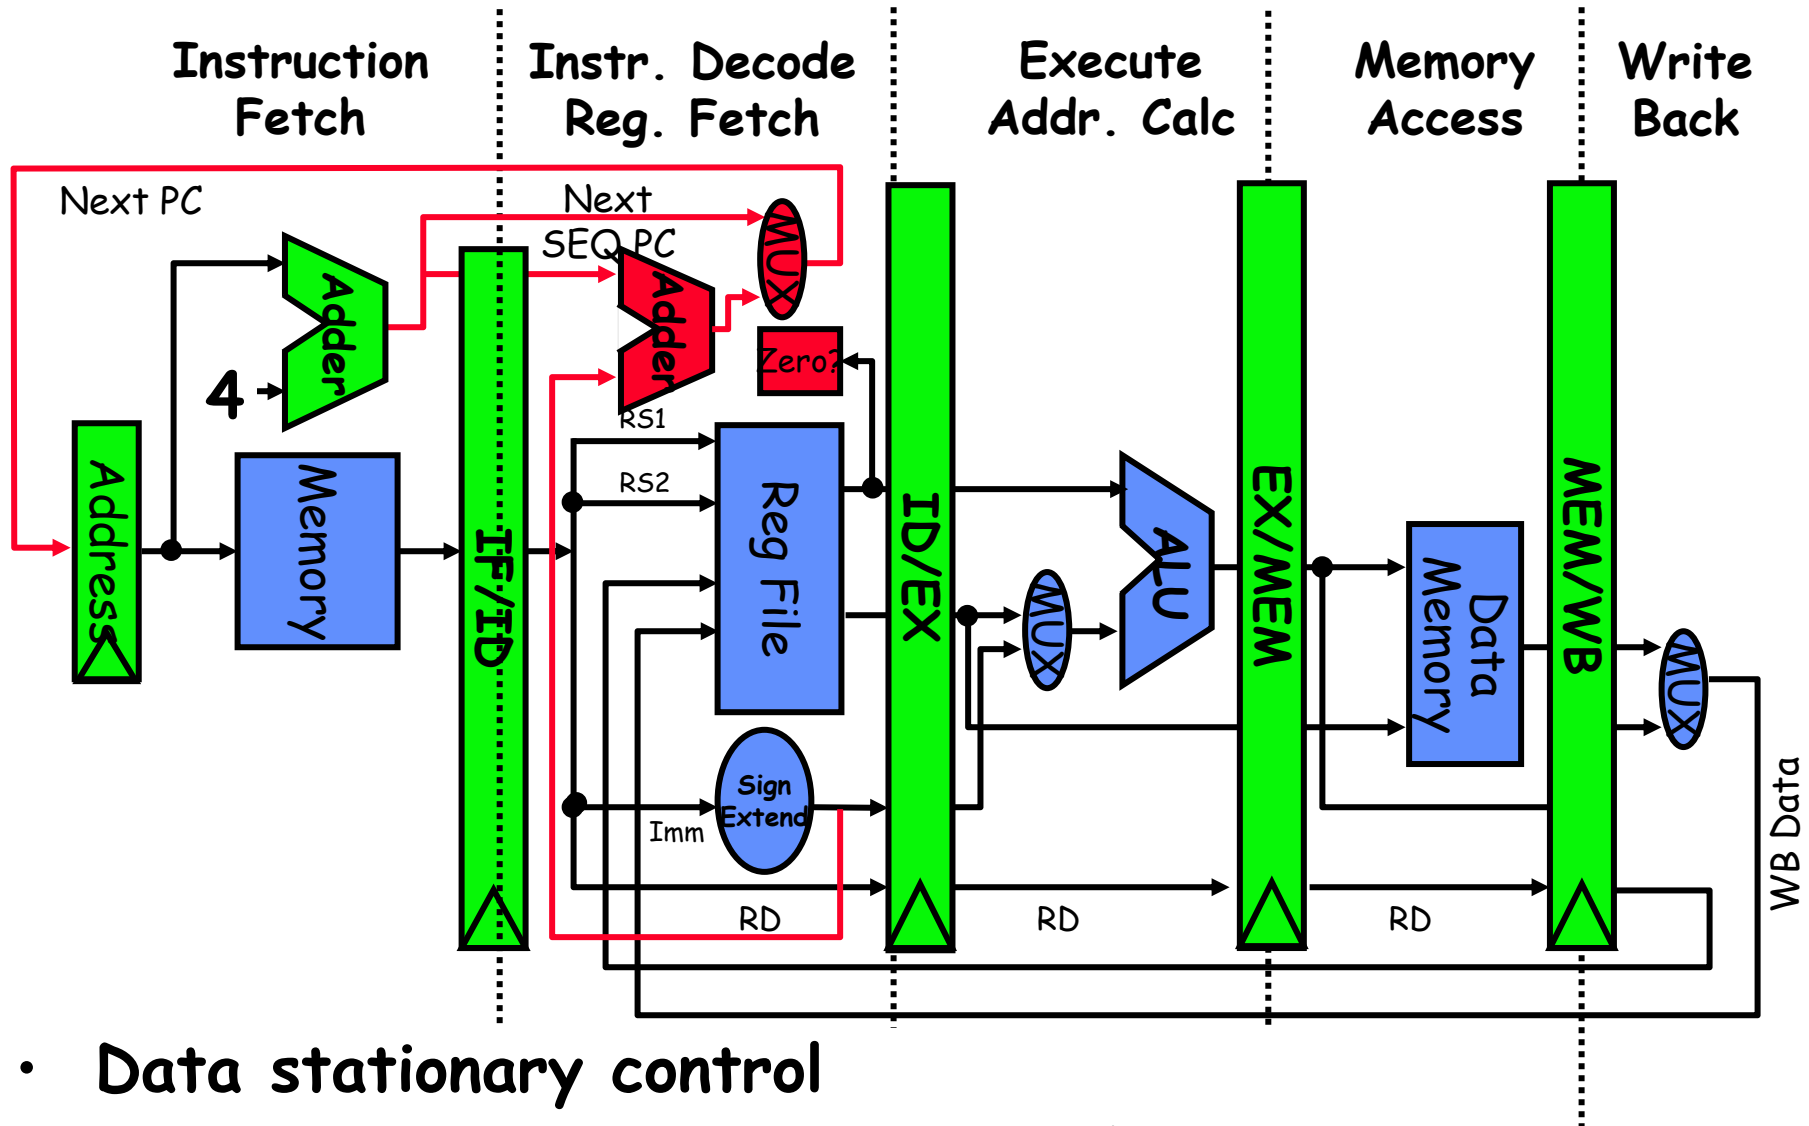 Instruction
Fetch
Instr. Decode
Reg. Fetch
Execute
Addr. Calc
Memory
Access
Write
Back
Next PC
Next
SEQ PC
MUX
Adder
Adder
Zero?
4
RS1
RS2
Address
Memory
IF/ID
Reg File
ID/EX
MUX
ALU
EX/MEM
Data
Memory
MEM/WB
MUX
Sign
Extend
Imm
RD
RD
RD
WB Data
• Data stationary control